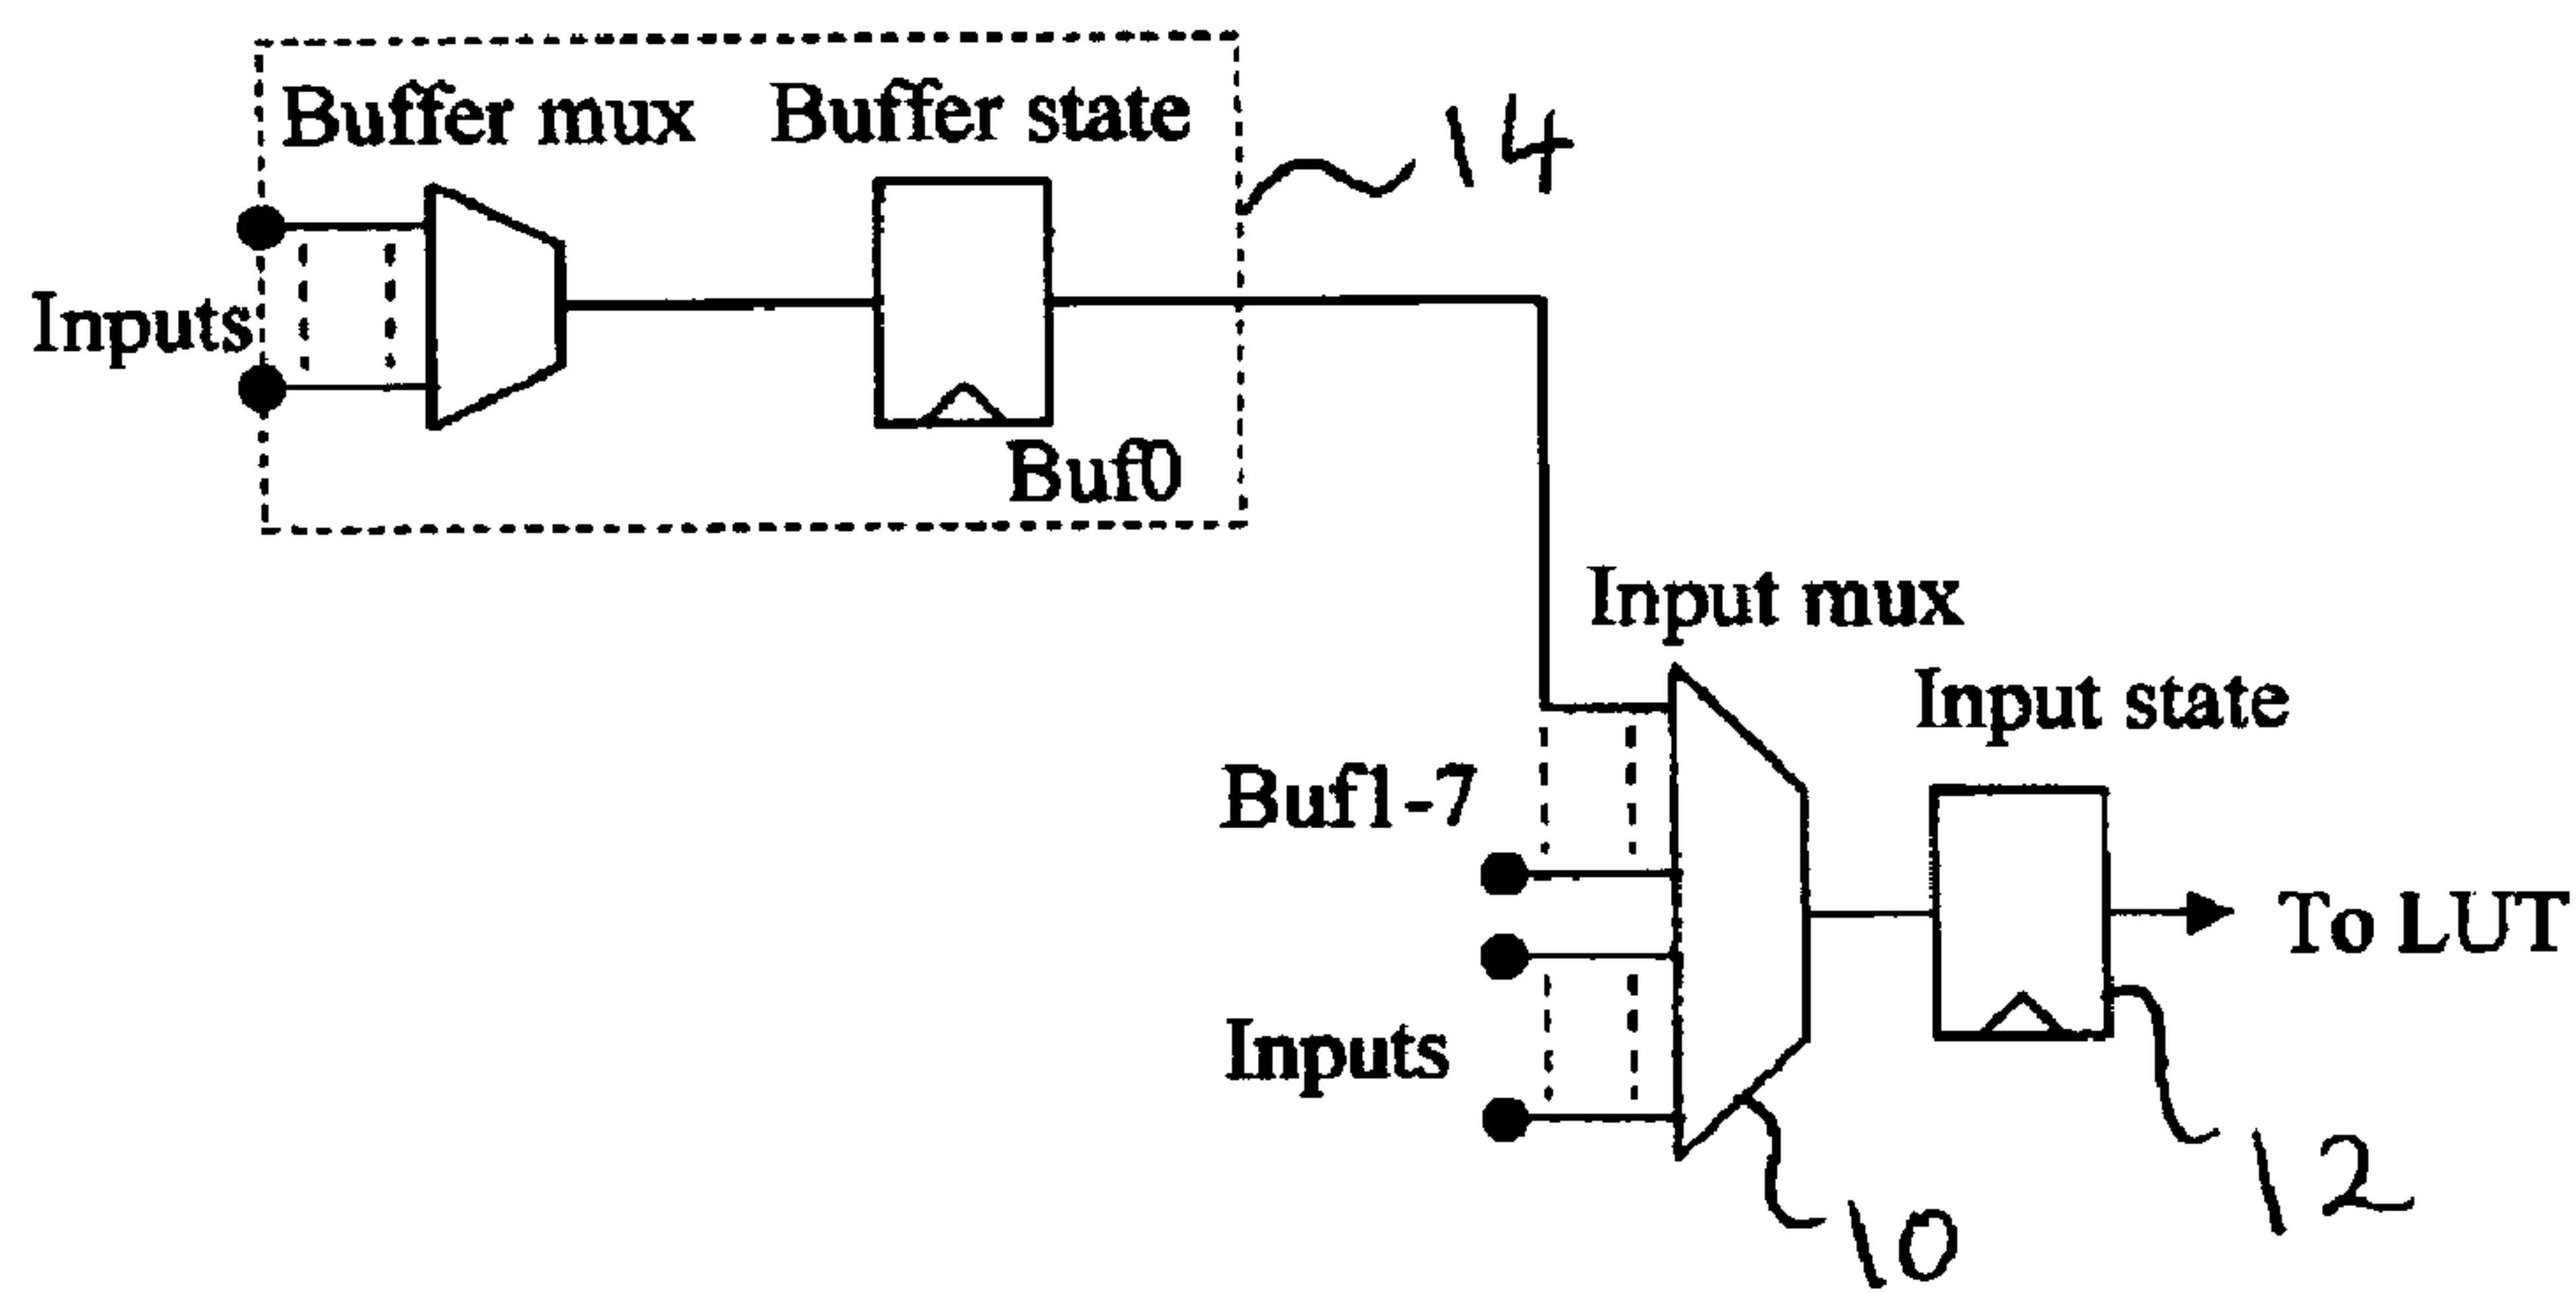 Buffer mux
Buffer state
14
Inputs
Buf0
Input mux
Input state
Buf1-7
To LUT
Inputs
12
10